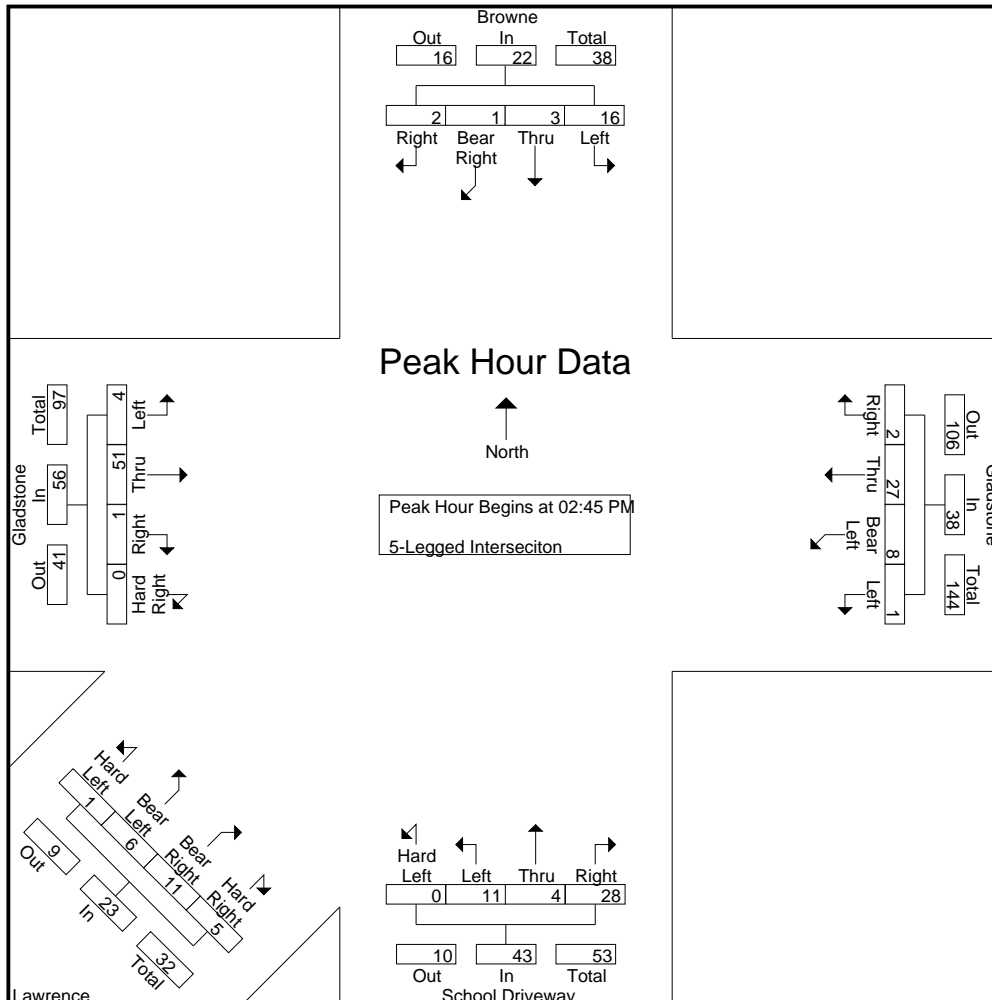 Browne
Out In Total
16 22 38
2 1 3 16
Right Bear Right Thru Left
Peak Hour Data
North
Peak Hour Begins at 02:45 PM
5-Legged Interseciton
Gladstone
Out In Total
41 56 97
4 51 1 0
Left Thru Right Hard Right
Gladstone
Out In Total
106 38 144
2 27 8 1
Right Thru Bear Left Left
Hard Left Bear Left Bear Right Hard Right
1 6 11 5
9 23 32
Out In Total
Lawrence
Hard Left Left Thru Right
0 11 4 28
10 43 53
Out In Total
School Driveway